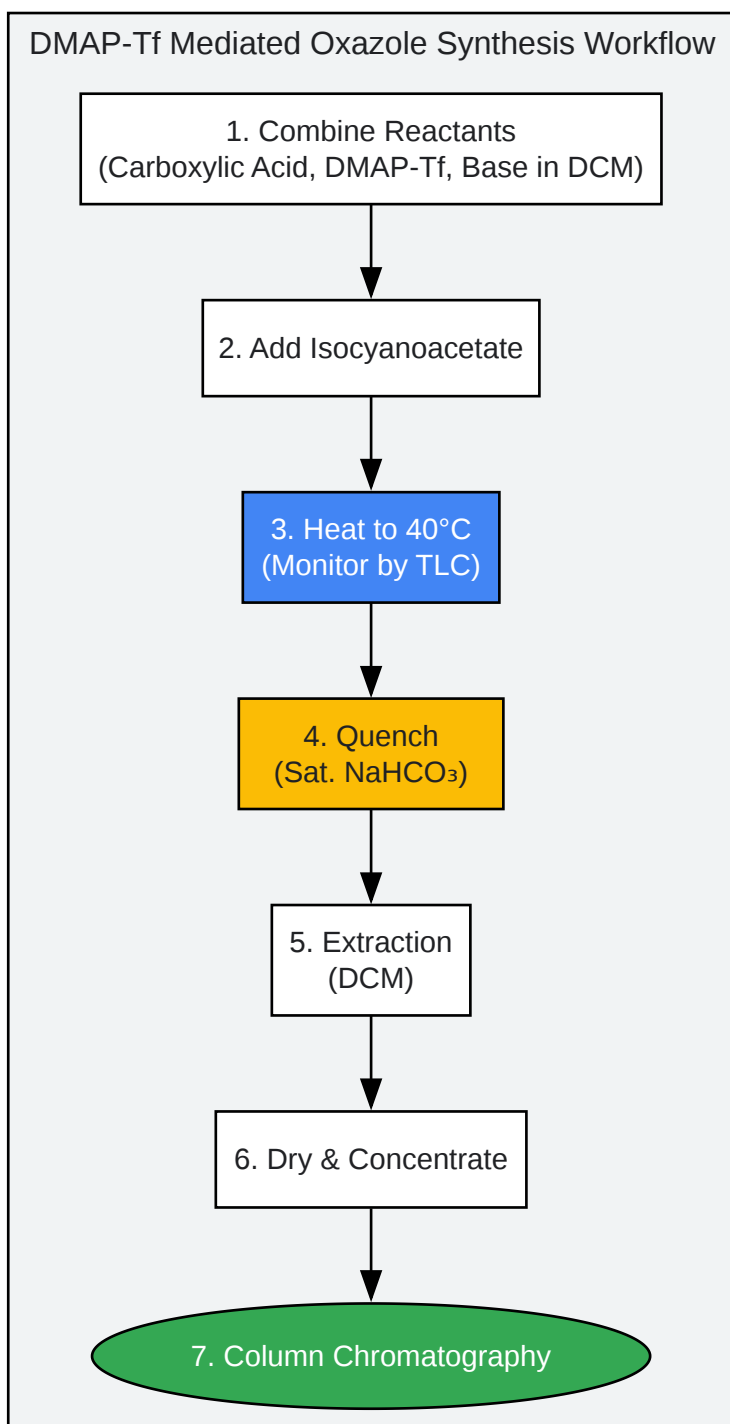 DMAP-Tf Mediated Oxazole Synthesis Workflow
1. Combine Reactants
(Carboxylic Acid, DMAP-Tf, Base in DCM)
2. Add Isocyanoacetate
3. Heat to 40°C
(Monitor by TLC)
4. Quench
(Sat. NaHCO₃)
5. Extraction
(DCM)
6. Dry & Concentrate
7. Column Chromatography